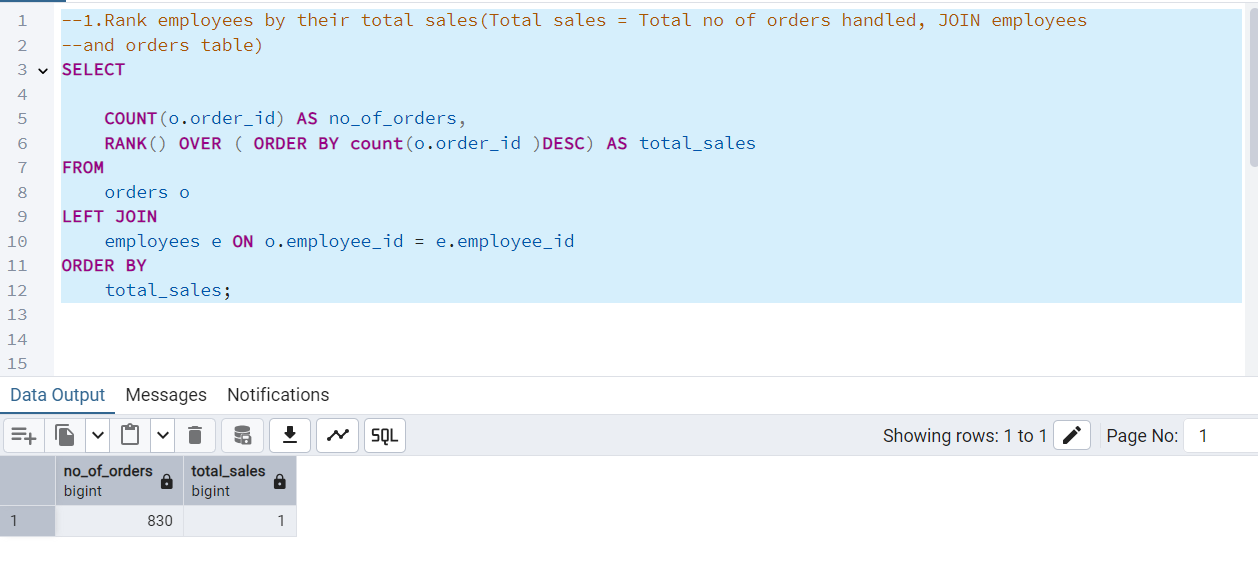 1 --1.Rank employees by their total sales(Total sales = Total no of orders handled, JOIN employees
2 --and orders table)
3 SELECT
4
5 COUNT(o.order_id) AS no_of_orders,
6 RANK() OVER ( ORDER BY count(o.order_id )DESC) AS total_sales
7 FROM
8 orders o
9 LEFT JOIN
10 employees e ON o.employee_id = e.employee_id
11 ORDER BY
12 total_sales;
13
14
15
Data Output Messages Notifications
SQL Showing rows: 1 to 1 Page No: 1
no_of_orders total_sales
bigint bigint
1 830 1